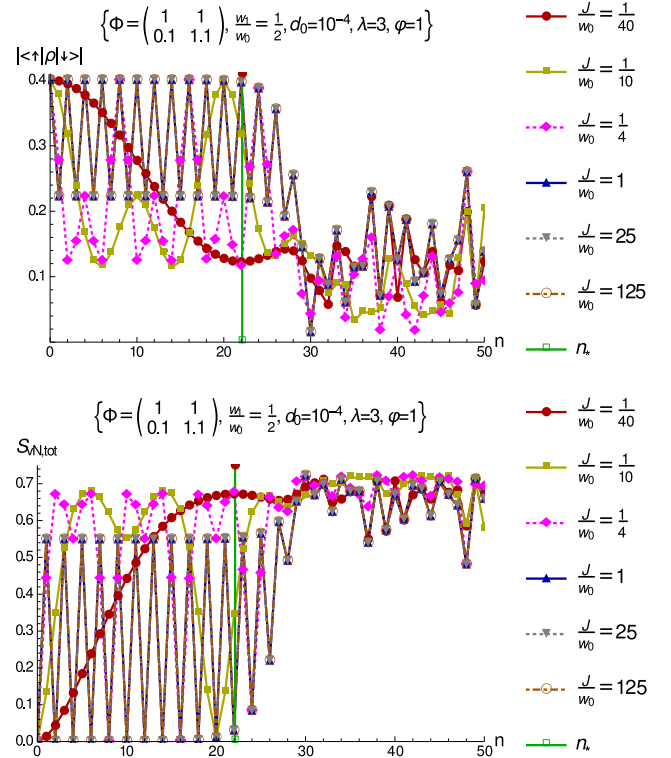 {Φ = ( 1 1 0.1 1.1 ), w₁/w₀ = 1/2, d₀=10⁻⁴, λ=3, φ=1}
|<↑|ρ|↓>|
0.4
0.3
0.2
0.1
0 10 20 30 40 50 n
J/w₀ = 1/40
J/w₀ = 1/10
J/w₀ = 1/4
J/w₀ = 1
J/w₀ = 25
J/w₀ = 125
n*
{Φ = ( 1 1 0.1 1.1 ), w₁/w₀ = 1/2, d₀=10⁻⁴, λ=3, φ=1}
S_vN,tot
0.7
0.6
0.5
0.4
0.3
0.2
0.1
0.0
0 10 20 30 40 50 n
J/w₀ = 1/40
J/w₀ = 1/10
J/w₀ = 1/4
J/w₀ = 1
J/w₀ = 25
J/w₀ = 125
n*